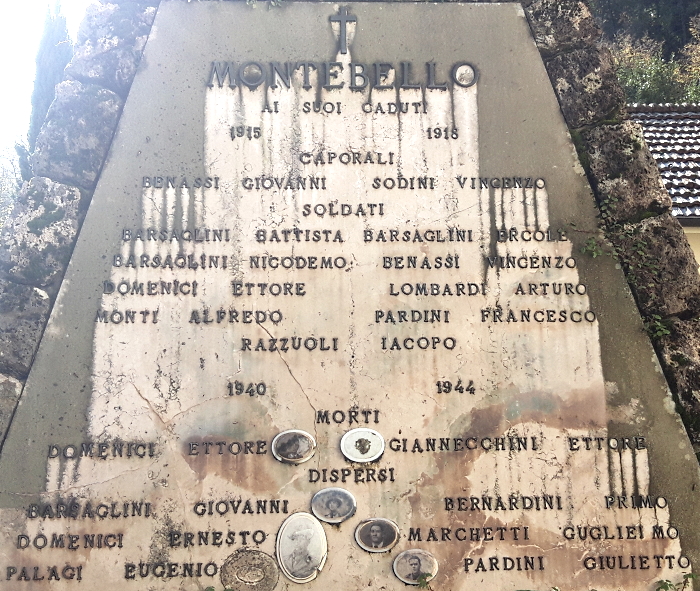 MONTEBELLO
AI SUOI CADUTI
1915 1918
CAPORALI
BENASSI GIOVANNI SODINI VINCENZO
SOLDATI
BARSAGLINI BATTISTA BARSAGLINI ERCOLE
BARSAGLINI NICODEMO BENASSI VINCENZO
DOMENICI ETTORE LOMBARDI ARTURO
MONTI ALFREDO PARDINI FRANCESCO
RAZZUOLI IACOPO
1940 1944
MORTI
DOMENICI ETTORE GIANNECCHINI ETTORE
DISPERSI
BARSAGLINI GIOVANNI BERNARDINI PRIMO
DOMENICI ERNESTO MARCHETTI GUGLIELMO
PALAGI EUGENIO PARDINI GIULIETTO